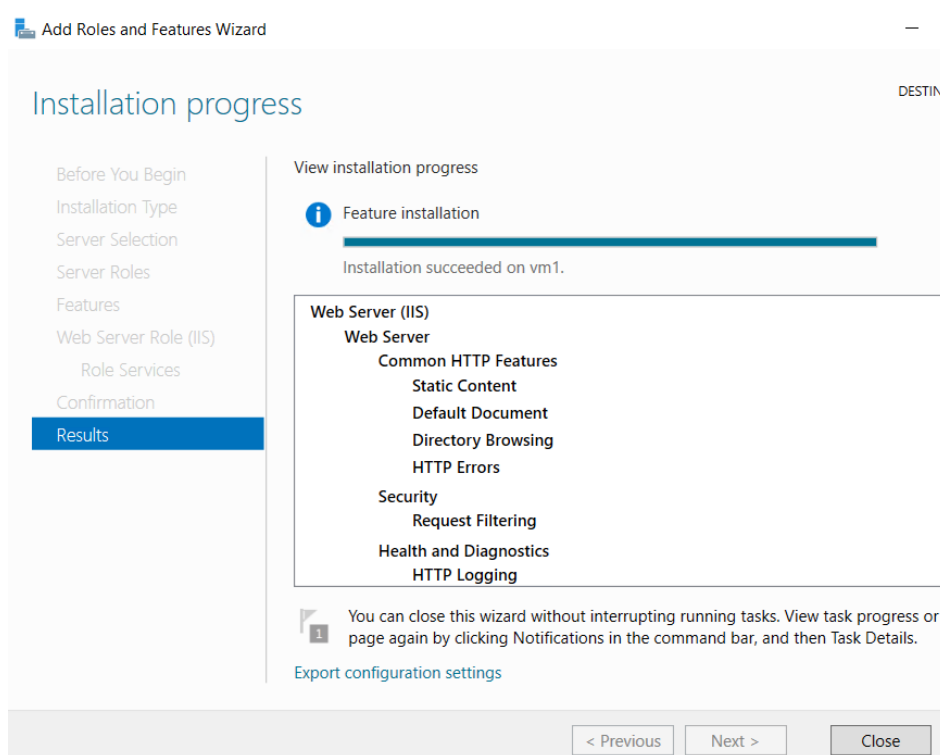 Add Roles and Features Wizard
Installation progress
Before You Begin
Installation Type
Server Selection
Server Roles
Features
Web Server Role (IIS)
Role Services
Confirmation
Results
View installation progress
Feature installation
Installation succeeded on vm1.
Web Server (IIS)
Web Server
Common HTTP Features
Static Content
Default Document
Directory Browsing
HTTP Errors
Security
Request Filtering
Health and Diagnostics
HTTP Logging
1
You can close this wizard without interrupting running tasks. View task progress or
page again by clicking Notifications in the command bar, and then Task Details.
Export configuration settings
< Previous
Next >
Close